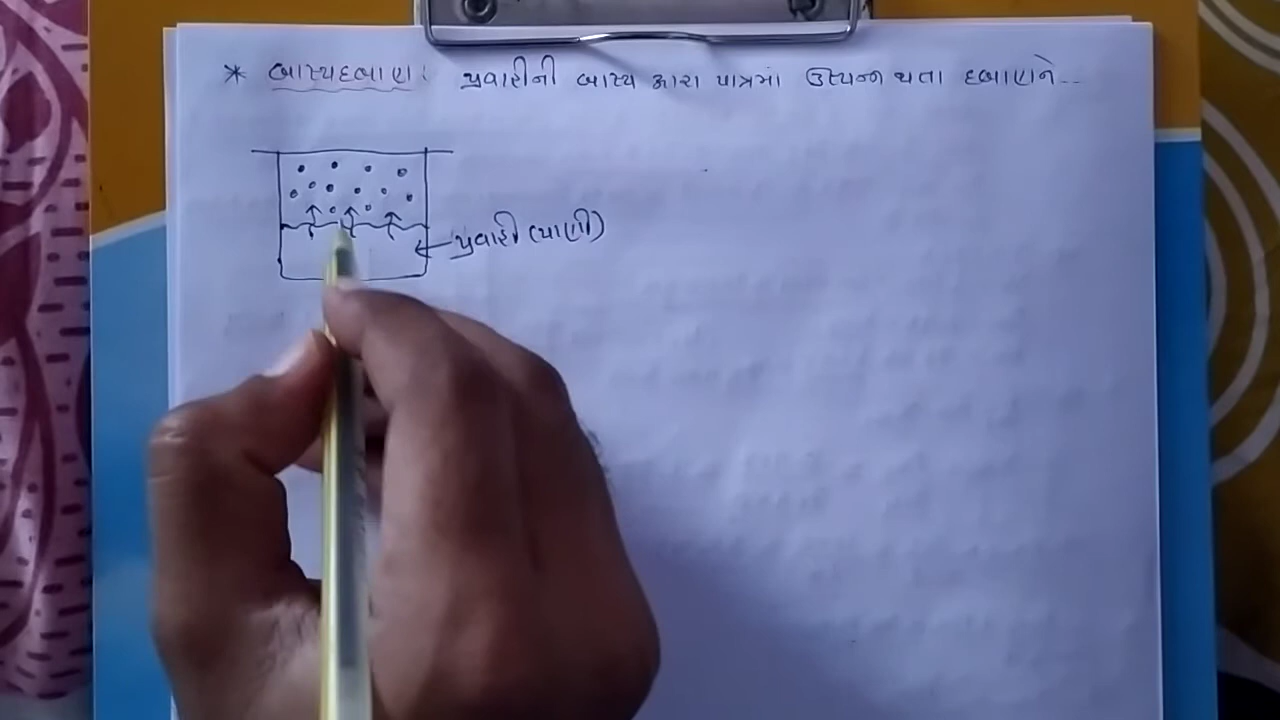 * બાષ્પદબાણ : પ્રવાહીની બાષ્પ દ્વારા પાત્રમાં ઉત્પન્ન થતા દબાણને --
પ્રવાહી (પાણી)